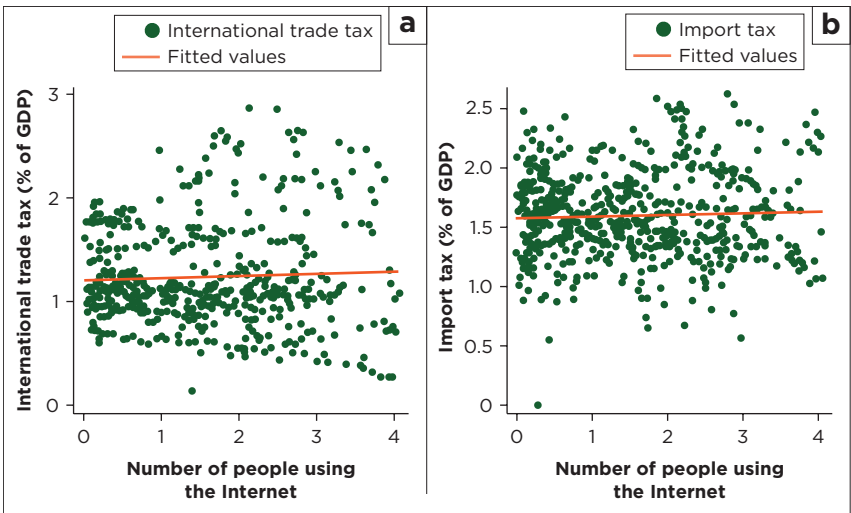 International trade tax
Fitted values
a
International trade tax (% of GDP)
3
2
1
0
0 1 2 3 4
Number of people using
the Internet
Import tax
Fitted values
b
Import tax (% of GDP)
2.5
2.0
1.5
1.0
0.5
0
0 1 2 3 4
Number of people using
the Internet